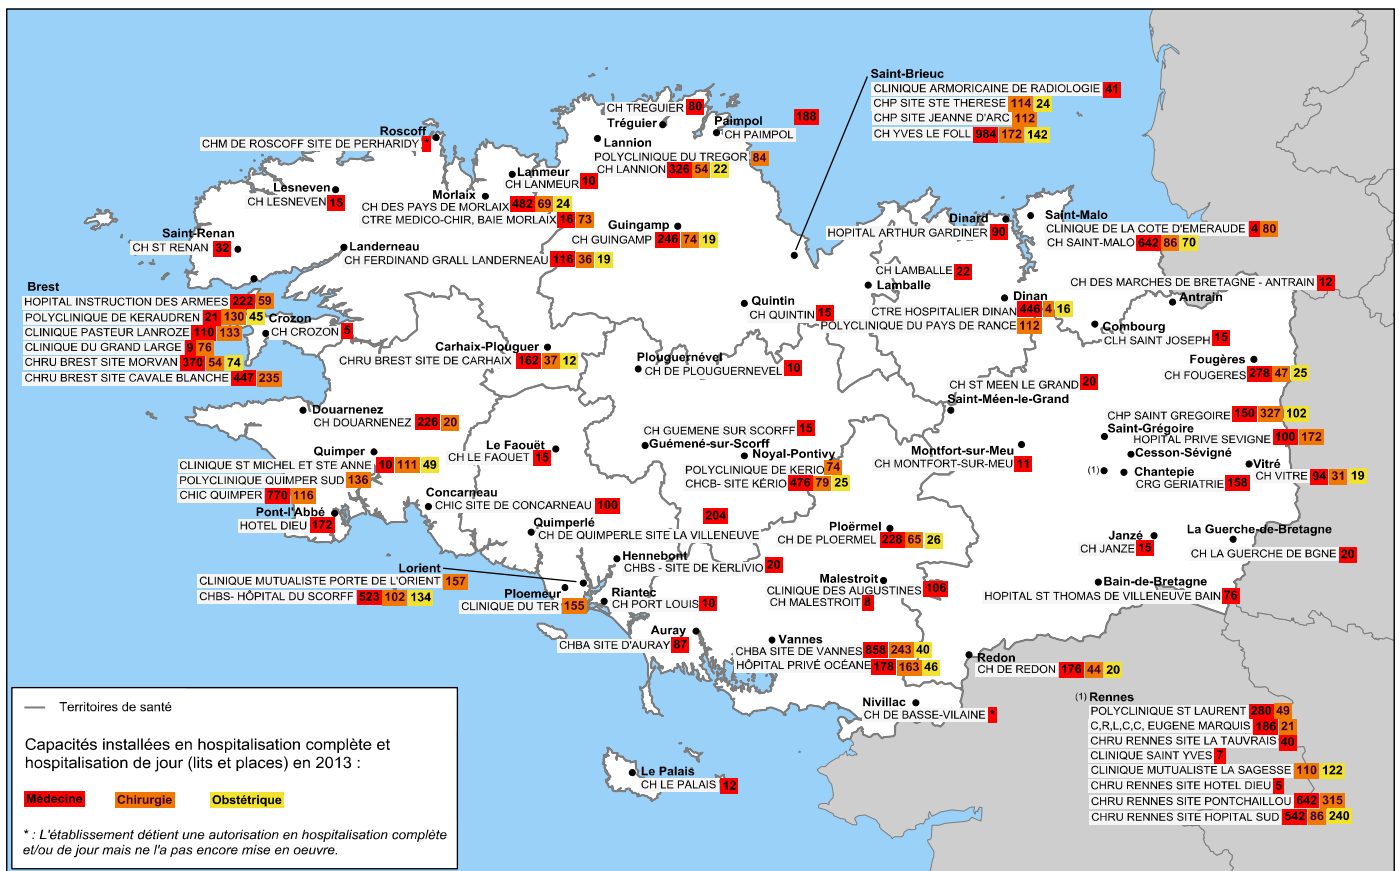 Saint-Brieuc
CLINIQUE ARMORICAINE DE RADIOLOGIE 41
CHP SITE STE THERESE 114 24
CHP SITE JEANNE D'ARC 112
CH YVES LE FOLL 984 172 142
CH TREGUIER 80
Tréguier
188
Paimpol
CH PAIMPOL
Roscoff
CHM DE ROSCOFF SITE DE PERHARIDY *
Lannion
POLYCLINIQUE DU TREGOR 84
CH LANNION 326 54 22
Lanmeur
CH LANMEUR 10
Lesneven
CH LESNEVEN 15
Morlaix
CH DES PAYS DE MORLAIX 482 69 24
CTRE MEDICO-CHIR, BAIE MORLAIX 16 73
Guingamp
CH GUINGAMP 246 74 19
Dinard
HOPITAL ARTHUR GARDINER 90
Saint-Malo
CLINIQUE DE LA COTE D'EMERAUDE 4 80
CH SAINT-MALO 642 86 70
Saint-Renan
CH ST RENAN 32
Landerneau
CH FERDINAND GRALL LANDERNEAU 116 36 19
CH LAMBALLE 22
Lamballe
CH DES MARCHES DE BRETAGNE - ANTRAIN 12
Antrain
Brest
HOPITAL INSTRUCTION DES ARMEES 222 59
POLYCLINIQUE DE KERAUDREN 21 130 45
CLINIQUE PASTEUR LANROZE 110 133
CLINIQUE DU GRAND LARGE 9 76
CHRU BREST SITE MORVAN 370 54 74
CHRU BREST SITE CAVALE BLANCHE 447 235
Crozon
CH CROZON 5
Quintin
CH QUINTIN 15
Dinan
CTRE HOSPITALIER DINAN 446 4 16
POLYCLINIQUE DU PAYS DE RANCE 112
Combourg
CLH SAINT JOSEPH 15
Carhaix-Plouguer
CHRU BREST SITE DE CARHAIX 162 37 12
Plouguernével
CH DE PLOUGUERNEVEL 10
Fougères
CH FOUGERES 278 47 25
CH ST MEEN LE GRAND 20
Saint-Méen-le-Grand
Douarnenez
CH DOUARNENEZ 226 20
CHP SAINT GREGOIRE 150 327 102
Saint-Grégoire
HOPITAL PRIVE SEVIGNE 100 172
Cesson-Sévigné
CH GUEMENE SUR SCORFF 15
Guémené-sur-Scorff
Le Faouët
CH LE FAOUET 15
Noyal-Pontivy
POLYCLINIQUE DE KERIO 74
CHCB- SITE KÉRIO 476 79 25
Montfort-sur-Meu
CH MONTFORT-SUR-MEU 11
(1)
Chantepie
CRG GERIATRIE 158
Vitré
CH VITRE 94 31 19
Quimper
CLINIQUE ST MICHEL ET STE ANNE 10 111 49
POLYCLINIQUE QUIMPER SUD 136
CHIC QUIMPER 770 116
Pont-l'Abbé
HOTEL DIEU 172
Concarneau
CHIC SITE DE CONCARNEAU 100
204
Quimperlé
CH DE QUIMPERLE SITE LA VILLENEUVE
Ploërmel
CH DE PLOERMEL 228 65 26
Janzé
CH JANZE 15
La Guerche-de-Bretagne
CH LA GUERCHE DE BGNE 20
Hennebont
CHBS - SITE DE KERLIVIO 20
Lorient
CLINIQUE MUTUALISTE PORTE DE L'ORIENT 157
CHBS- HÔPITAL DU SCORFF 523 102 134
Ploemeur
CLINIQUE DU TER 155
Riantec
CH PORT LOUIS 10
Malestroit
CLINIQUE DES AUGUSTINES 106
CH MALESTROIT 8
Bain-de-Bretagne
HOPITAL ST THOMAS DE VILLENEUVE BAIN 76
Auray
CHBA SITE D'AURAY 87
Vannes
CHBA SITE DE VANNES 858 243 40
HÔPITAL PRIVÉ OCÉANE 178 163 46
Redon
CH DE REDON 176 44 20
Nivillac
CH DE BASSE-VILAINE *
Le Palais
CH LE PALAIS 12
(1) Rennes
POLYCLINIQUE ST LAURENT 280 49
C,R,L,C,C, EUGENE MARQUIS 186 21
CHRU RENNES SITE LA TAUVRAIS 40
CLINIQUE SAINT YVES 7
CLINIQUE MUTUALISTE LA SAGESSE 110 122
CHRU RENNES SITE HOTEL DIEU 5
CHRU RENNES SITE PONTCHAILLOU 642 315
CHRU RENNES SITE HOPITAL SUD 542 86 240
Territoires de santé
Capacités installées en hospitalisation complète et
hospitalisation de jour (lits et places) en 2013 :
Médecine Chirurgie Obstétrique
* : L'établissement détient une autorisation en hospitalisation complète
et/ou de jour mais ne l'a pas encore mise en oeuvre.